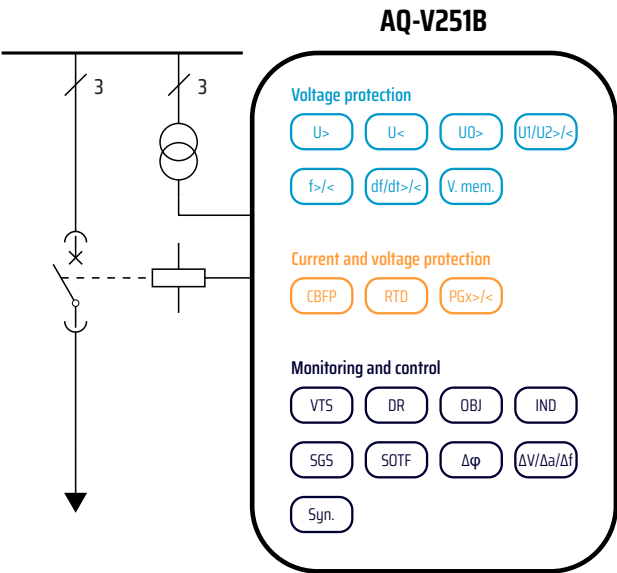 AQ-V251B
3 3
Voltage protection
U> U< U0> U1/U2>/<
f>/< df/dt>/< V. mem.
Current and voltage protection
CBFP RTD PGx>/<
Monitoring and control
VTS DR OBJ IND
SGS SOTF Δφ ΔV/Δa/Δf
Syn.